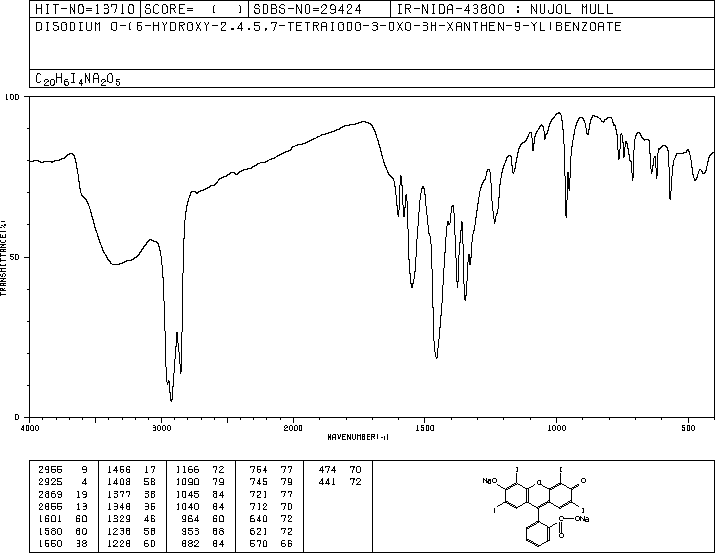 HIT-NO=13710 SCORE= ( ) SDBS-NO=29424 IR-NIDA-43800 : NUJOL MULL
DISODIUM O-(6-HYDROXY-2,4,5,7-TETRAIODO-3-OXO-3H-XANTHEN-9-YL)BENZOATE
C20H6I4NA2O5
100
50
0
TRANSMITTANCE(%)
4000 3000 2000 1500 1000 500
WAVENUMBER(-1)
2955 9 1456 17 1166 72 764 77 474 70
2925 4 1408 58 1090 79 745 79 441 72
2869 19 1377 38 1045 84 721 77
2855 13 1346 36 1040 84 712 70
1601 60 1329 46 964 60 640 72
1580 60 1238 58 953 68 621 72
1550 38 1228 60 882 84 570 66
I I
NaO O O
I I
C ONa
O